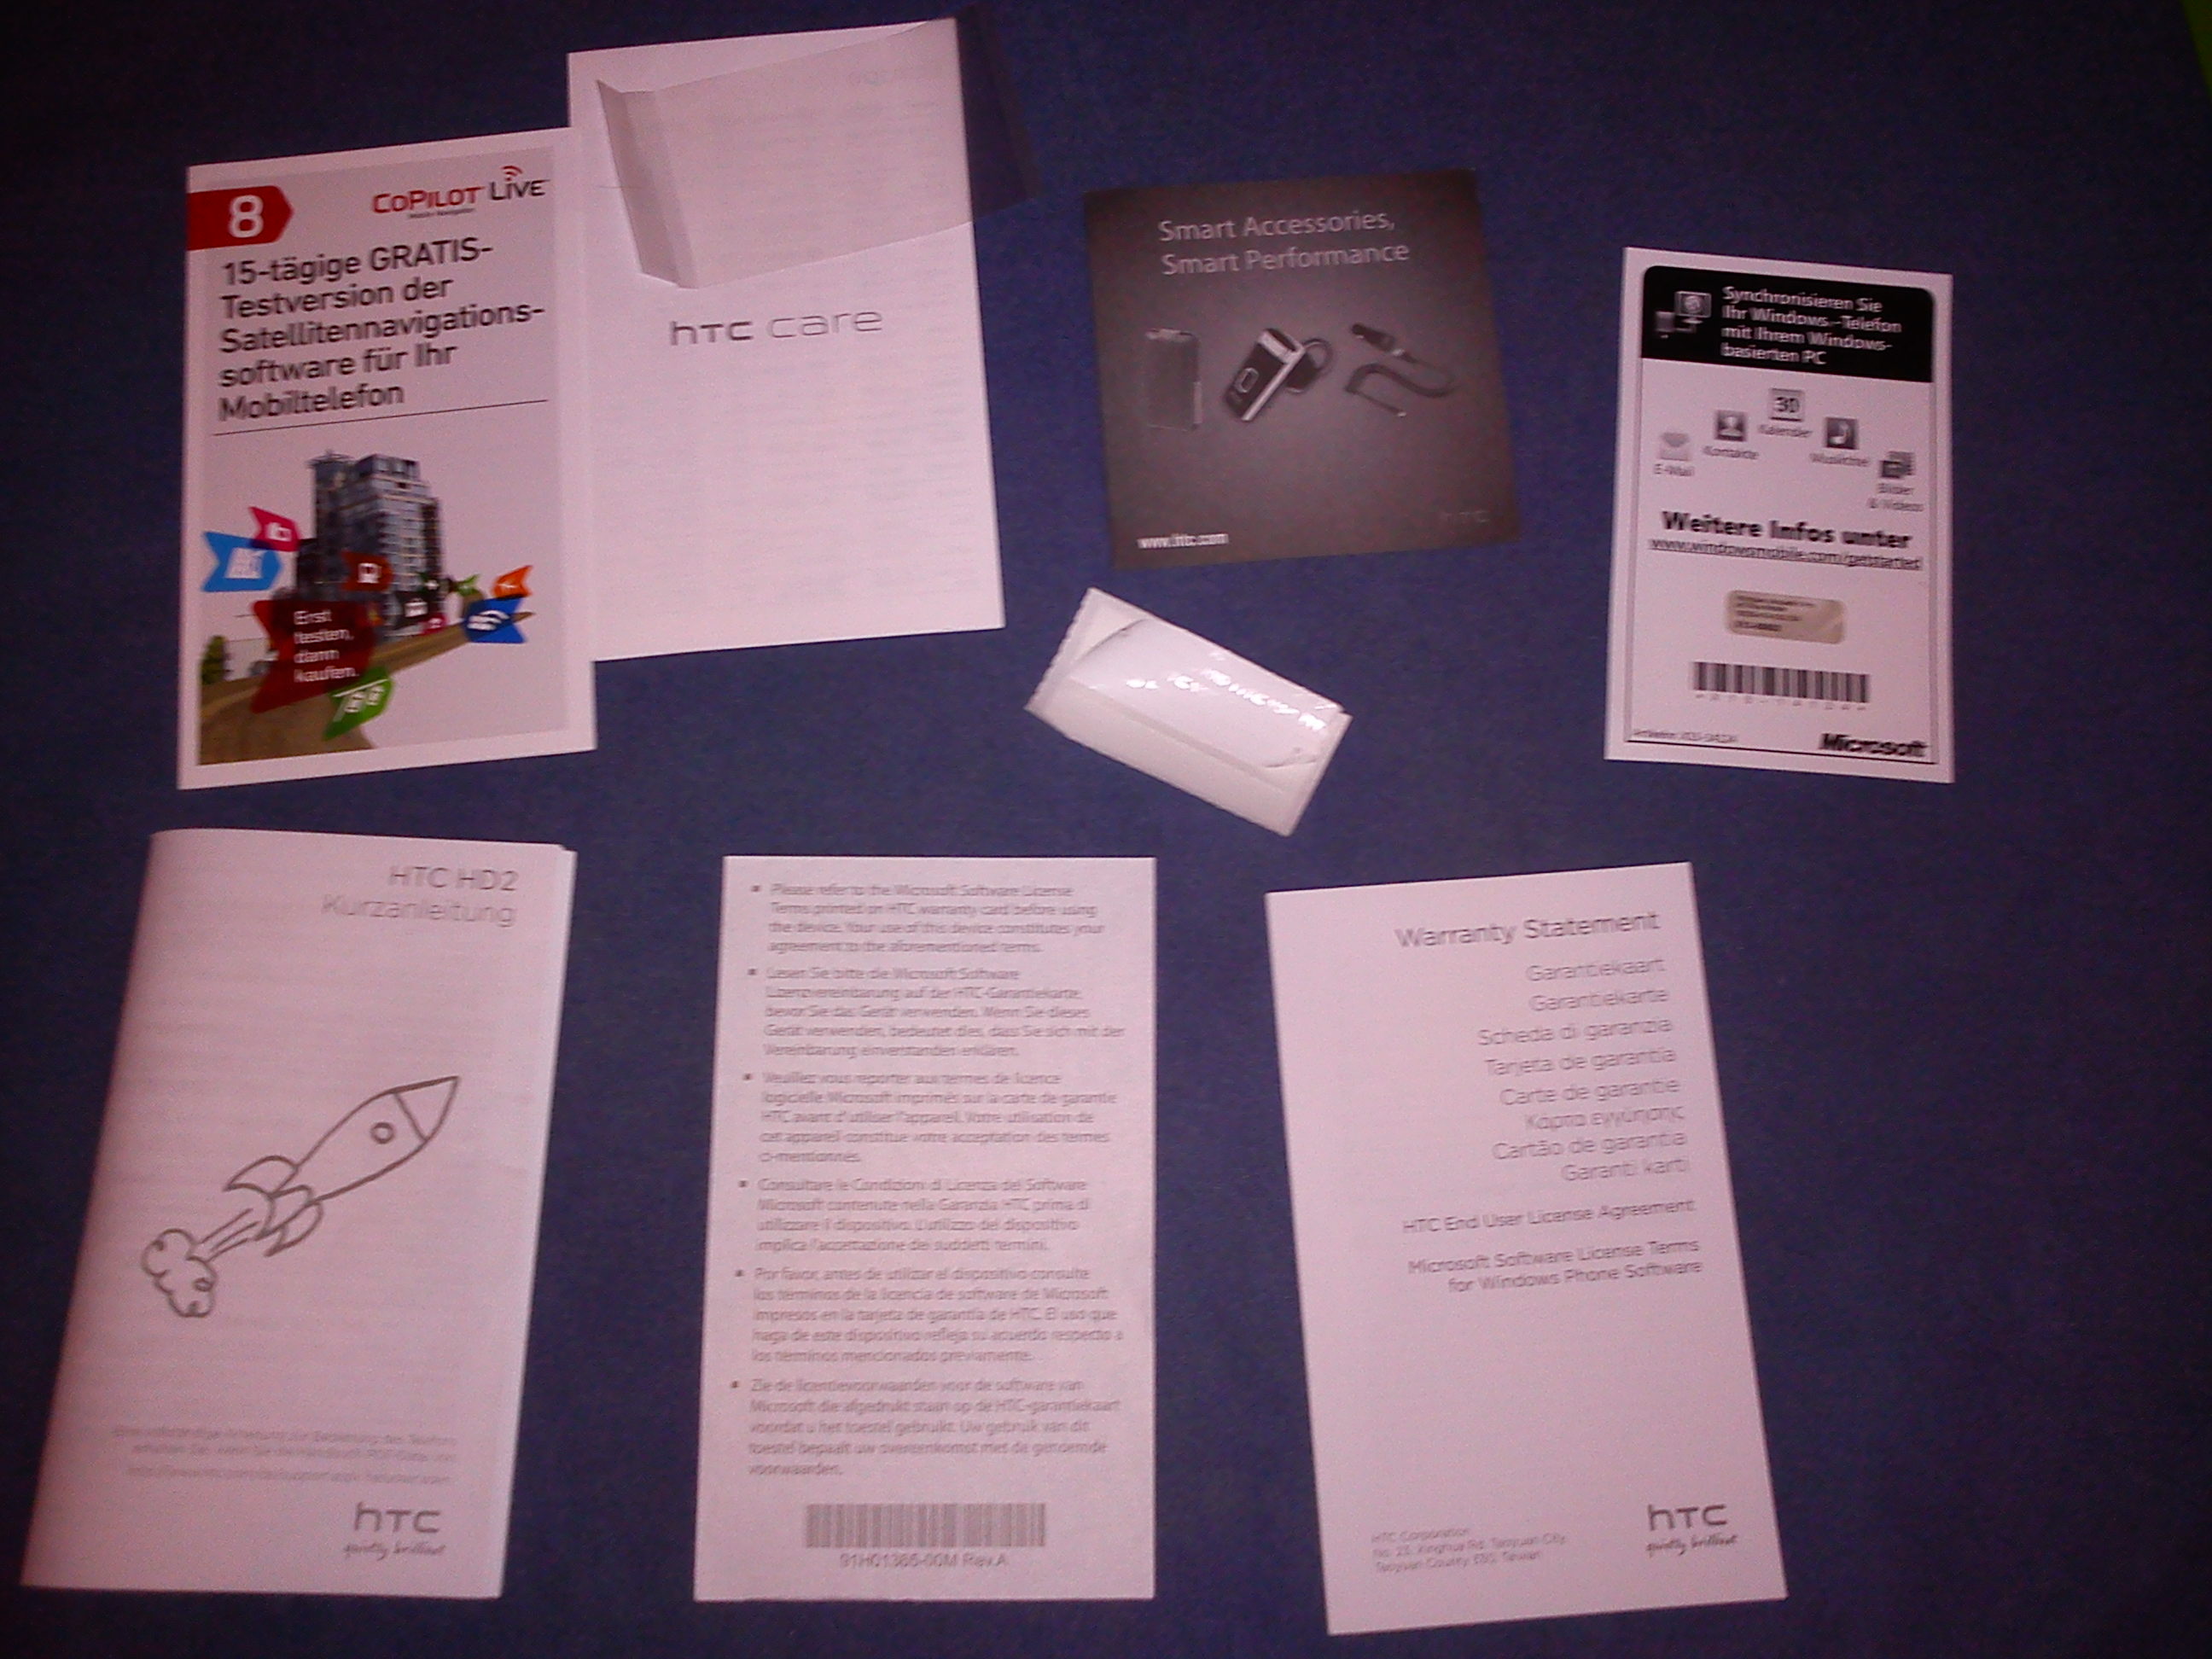 8
CoPilot Live
15-tägige GRATIS-
Testversion der
Satellitennavigations-
software für Ihr
Mobiltelefon
Erst
testen,
dann
kaufen.
hTC care
Smart Accessories,
Smart Performance
www.htc.com
hTC
Synchronisieren Sie
Ihr Windows-Telefon
mit Ihrem Windows-
basierten PC
30
Kalender
Kontakte
E-Mail
Bilder
& Videos
Weitere Infos unter
www.windowsmobile.com/getstarted
Microsoft
HTC HD2
Kurzanleitung
hTC
quietly brilliant
Please refer to the Microsoft Software License
Terms printed on HTC warranty card before using
the device. Your use of this device constitutes your
agreement to the aforementioned terms.
Lesen Sie bitte die Microsoft Software
Lizenzvereinbarung auf der HTC-Garantiekarte,
bevor Sie das Gerät verwenden. Wenn Sie dieses
Gerät verwenden, bedeutet dies, dass Sie sich mit der
Vereinbarung einverstanden erklären.
Veuillez vous reporter aux termes de licence
logicielle Microsoft imprimés sur la carte de garantie
HTC avant d'utiliser l'appareil. Votre utilisation de
cet appareil constitue votre acceptation des termes
ci-mentionnés.
Consultare le Condizioni di Licenza del Software
Microsoft contenute nella Garanzia HTC prima di
utilizzare il dispositivo. L'utilizzo del dispositivo
implica l'accettazione dei suddetti termini.
Por favor, antes de utilizar el dispositivo consulte
los términos de la licencia de software de Microsoft
impresos en la tarjeta de garantía de HTC. El uso que
haga de este dispositivo refleja su acuerdo respecto a
los términos mencionados previamente.
Zie de licentievoorwaarden voor de software van
Microsoft die afgedrukt staan op de HTC-garantiekaart
voordat u het toestel gebruikt. Uw gebruik van dit
toestel bepaalt uw overeenkomst met de genoemde
voorwaarden.
91H01366-00M Rev.A
Warranty Statement
Garantiekaart
Garantiekarte
Scheda di garanzia
Tarjeta de garantía
Carte de garantie
Κάρτα εγγύησης
Cartão de garantia
Garanti kartı
HTC End User License Agreement
Microsoft Software License Terms
for Windows Phone Software
HTC Corporation
No. 23, Xinghua Rd, Taoyuan City,
Taoyuan County 330, Taiwan
hTC
quietly brilliant